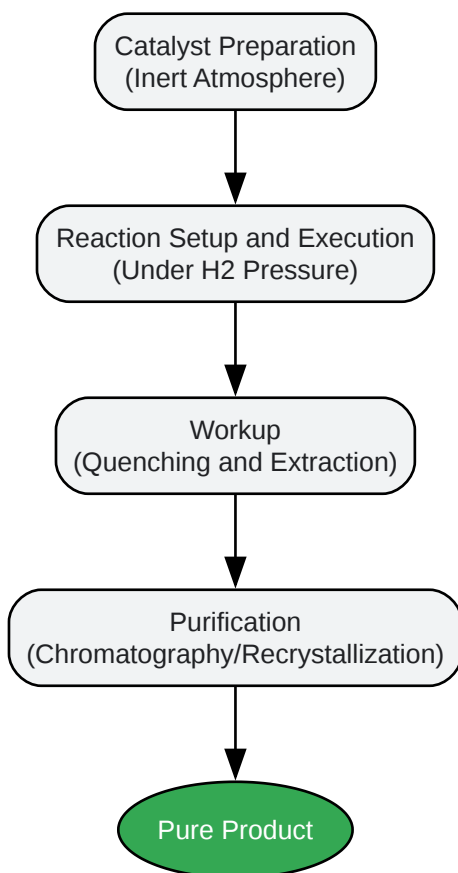 Catalyst Preparation
(Inert Atmosphere)
Reaction Setup and Execution
(Under H2 Pressure)
Workup
(Quenching and Extraction)
Purification
(Chromatography/Recrystallization)
Pure Product